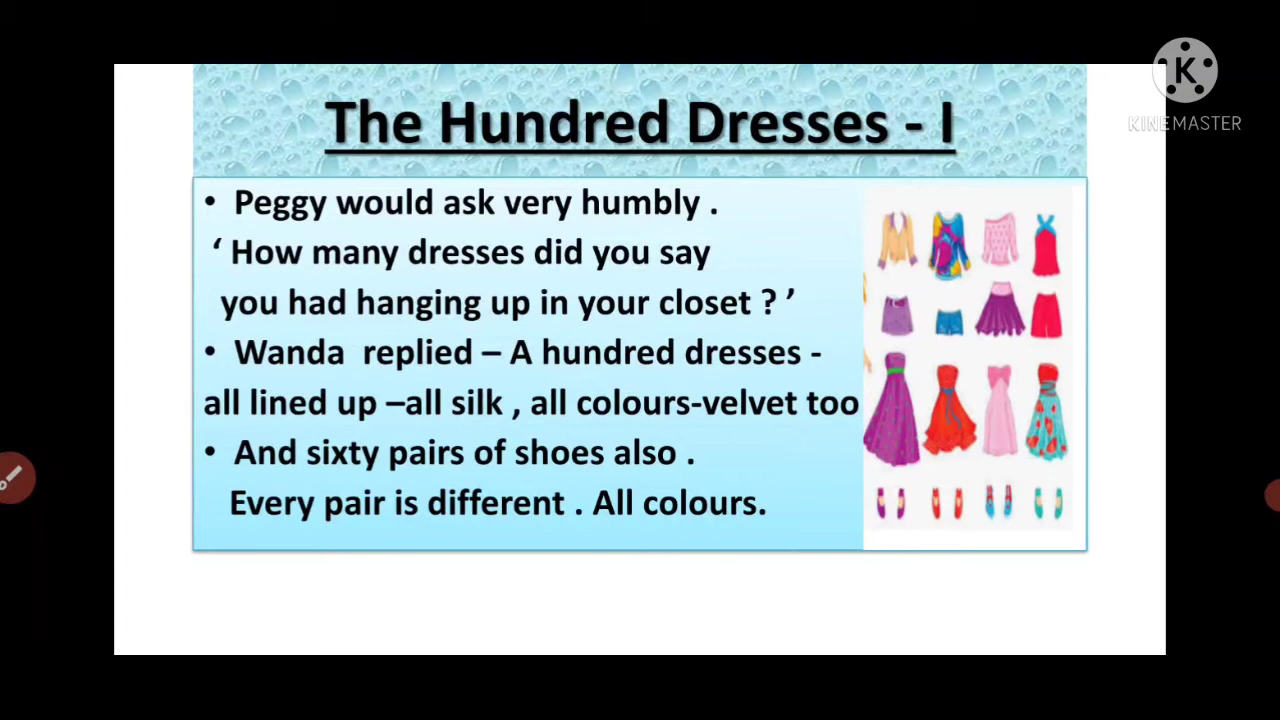 The Hundred Dresses - I
K
KINEMASTER
• Peggy would ask very humbly .
‘ How many dresses did you say
you had hanging up in your closet ? ’
• Wanda replied – A hundred dresses -
all lined up –all silk , all colours-velvet too
• And sixty pairs of shoes also .
Every pair is different . All colours.